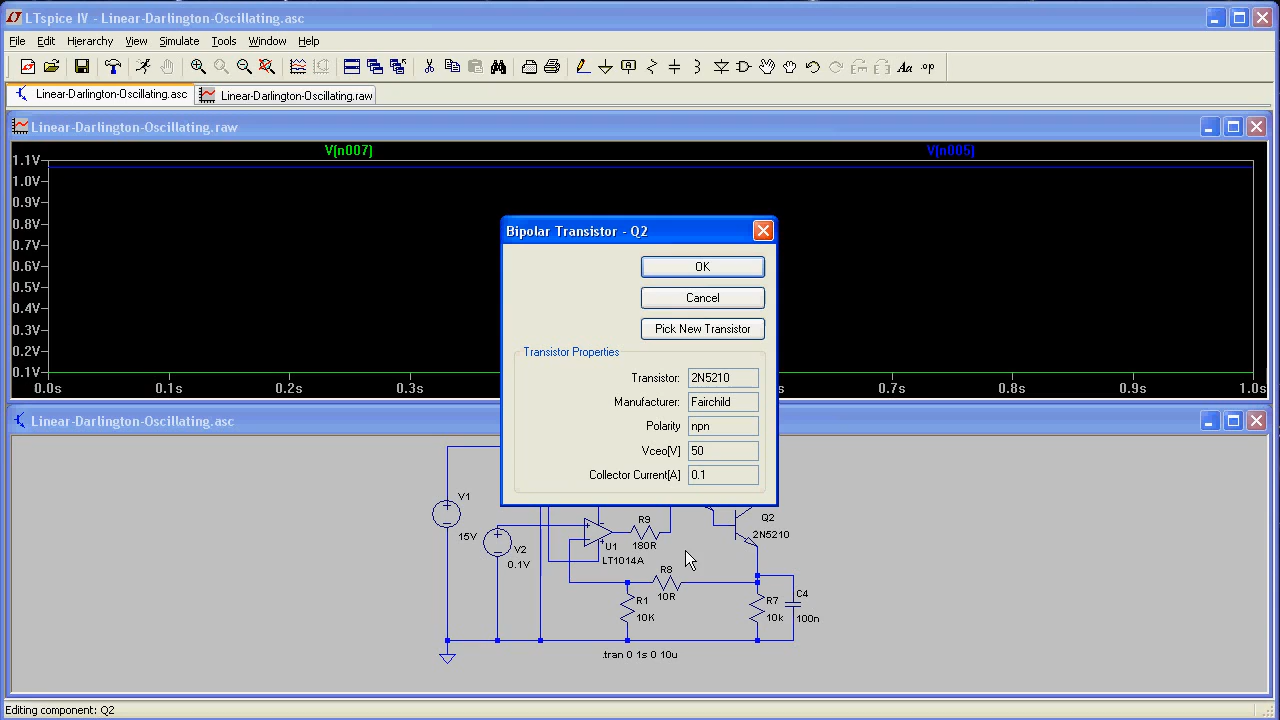 LTspice IV - Linear-Darlington-Oscillating.asc
File Edit Hierarchy View Simulate Tools Window Help
Linear-Darlington-Oscillating.asc Linear-Darlington-Oscillating.raw
Linear-Darlington-Oscillating.raw
V(n007) V(n005)
1.1V
1.0V
0.9V
0.8V
0.7V
0.6V
0.5V
0.4V
0.3V
0.2V
0.1V
0.0s 0.1s 0.2s 0.3s 0.7s 0.8s 0.9s 1.0s
Bipolar Transistor - Q2
OK
Cancel
Pick New Transistor
Transistor Properties
Transistor: 2N5210
Manufacturer: Fairchild
Polarity npn
Vceo[V] 50
Collector Current[A] 0.1
Linear-Darlington-Oscillating.asc
V1
15V
V2
0.1V
U1
LT1014A
R9
180R
Q2
2N5210
R8
10R
R1
10K
R7
10k
C4
100n
.tran 0 1s 0 10u
Editing component: Q2